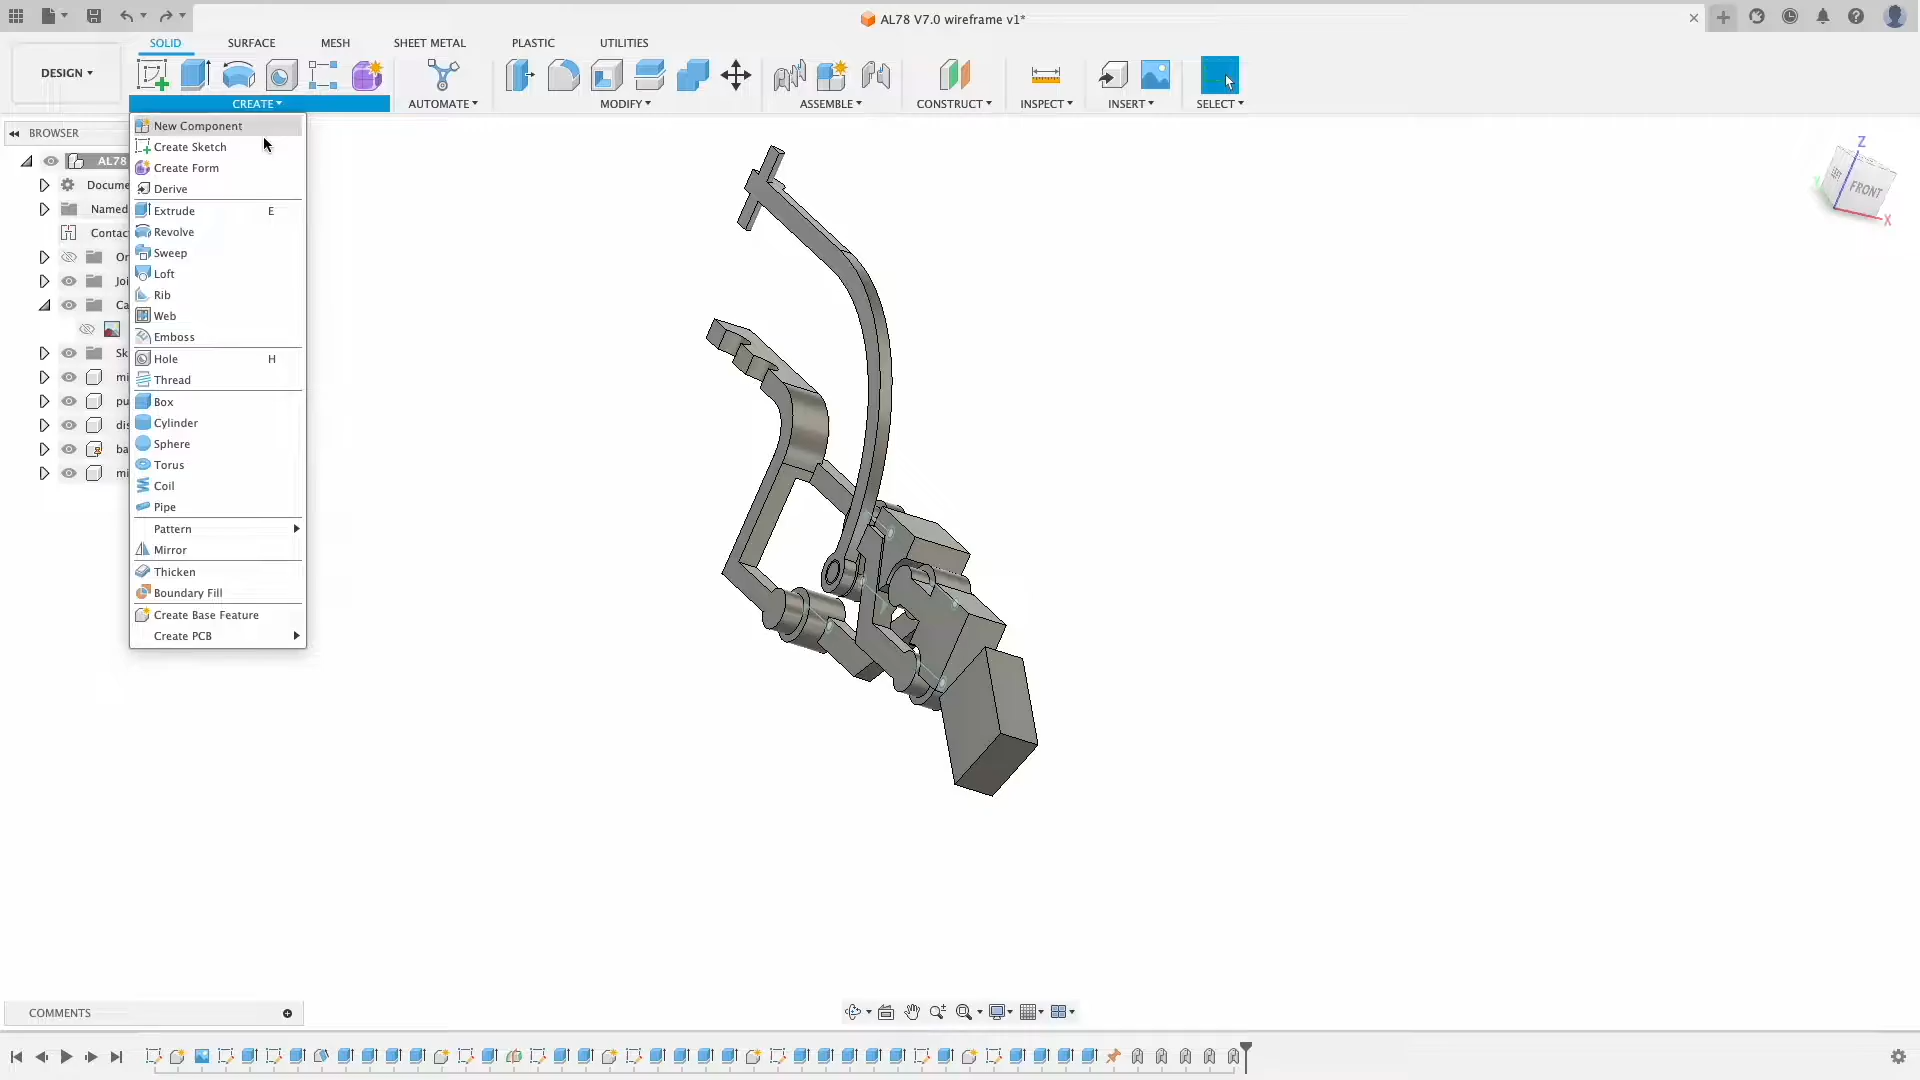 AL78 V7.0 wireframe v1*
SOLID
SURFACE
MESH
SHEET METAL
PLASTIC
UTILITIES
DESIGN
CREATE
AUTOMATE
MODIFY
ASSEMBLE
CONSTRUCT
INSPECT
INSERT
SELECT
BROWSER
AL78
Docume
Named
Contac
Or
Joi
Ca
Sk
mi
pu
dis
ba
mi
New Component
Create Sketch
Create Form
Derive
Extrude E
Revolve
Sweep
Loft
Rib
Web
Emboss
Hole H
Thread
Box
Cylinder
Sphere
Torus
Coil
Pipe
Pattern
Mirror
Thicken
Boundary Fill
Create Base Feature
Create PCB
Z
FRONT
X
COMMENTS